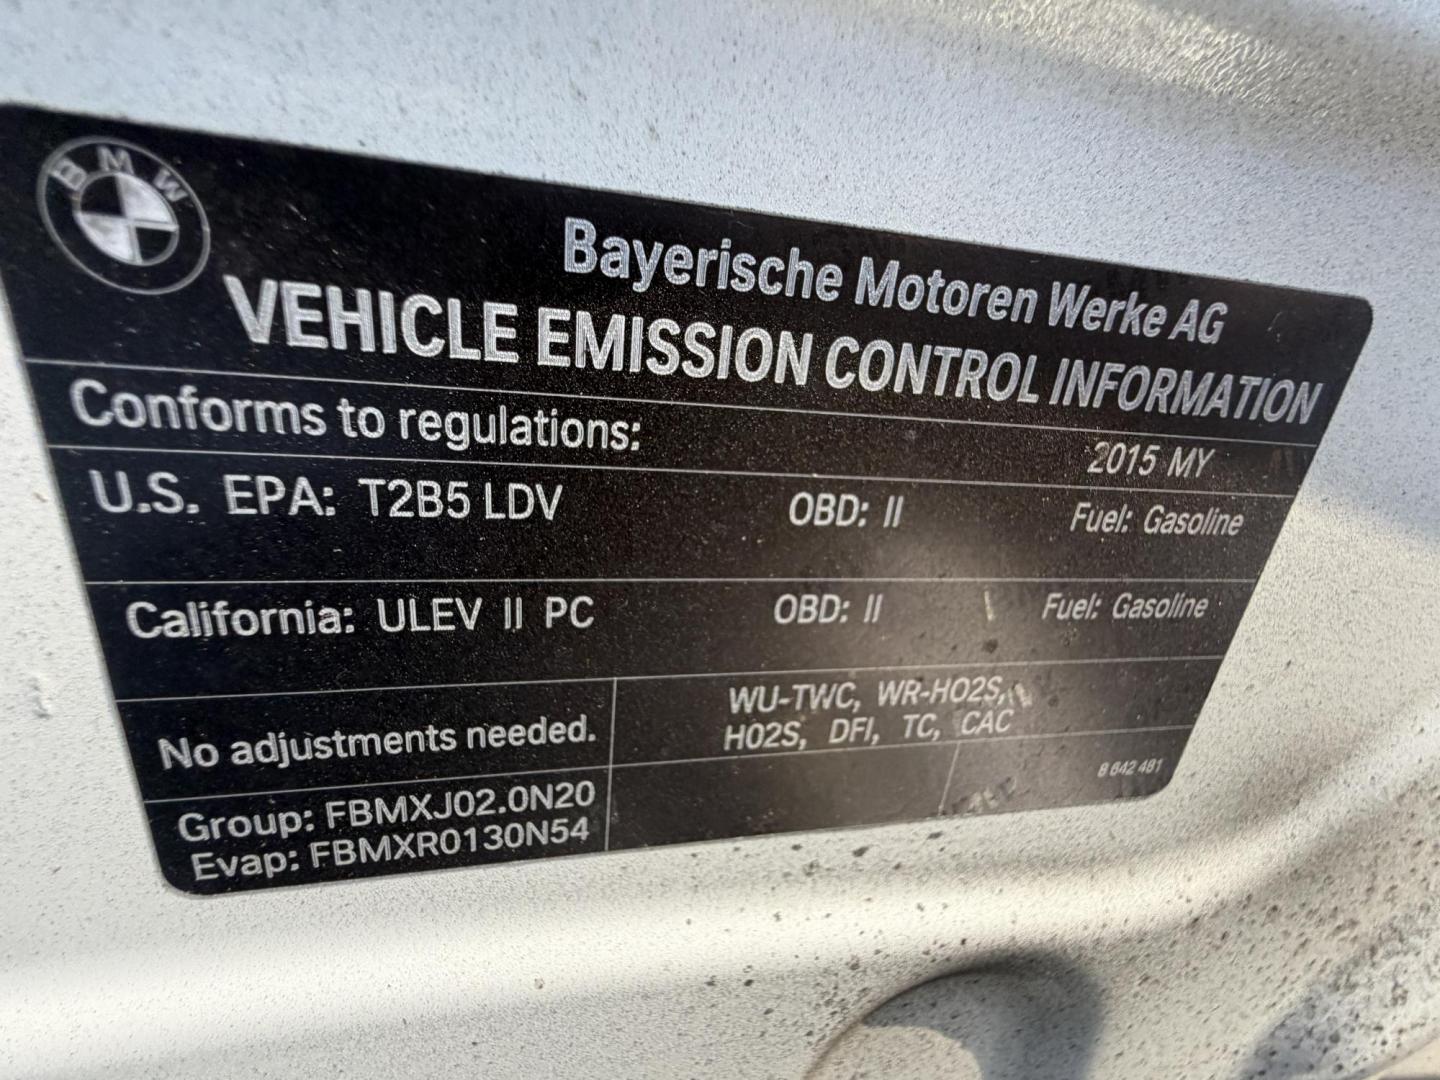 BMW
Bayerische Motoren Werke AG
VEHICLE EMISSION CONTROL INFORMATION
Conforms to regulations: 2015 MY
U.S. EPA: T2B5 LDV OBD: II Fuel: Gasoline
California: ULEV II PC OBD: II Fuel: Gasoline
No adjustments needed.
WU-TWC, WR-HO2S,
HO2S, DFI, TC, CAC
Group: FBMXJ02.0N20
Evap: FBMXR0130N54
8 642 481